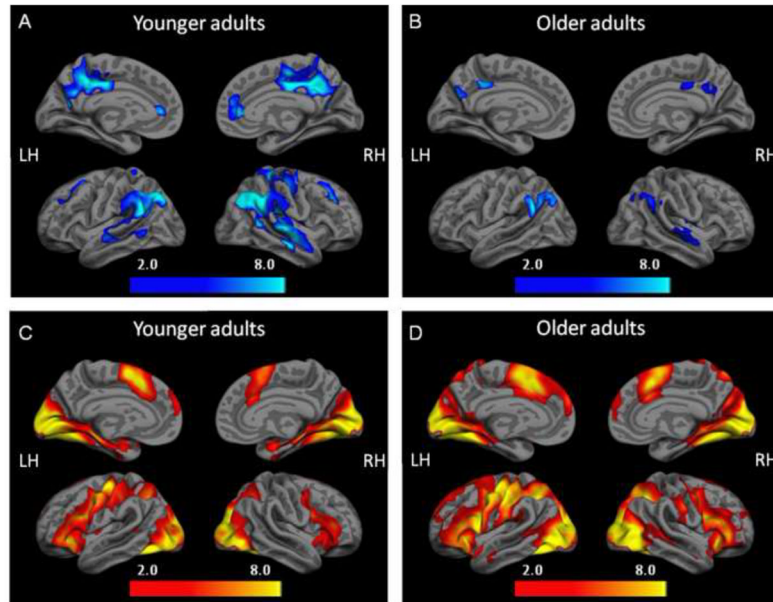 A
Younger adults
LH
RH
2.0 8.0
B
Older adults
LH
RH
2.0 8.0
C
Younger adults
LH
RH
2.0 8.0
D
Older adults
LH
RH
2.0 8.0